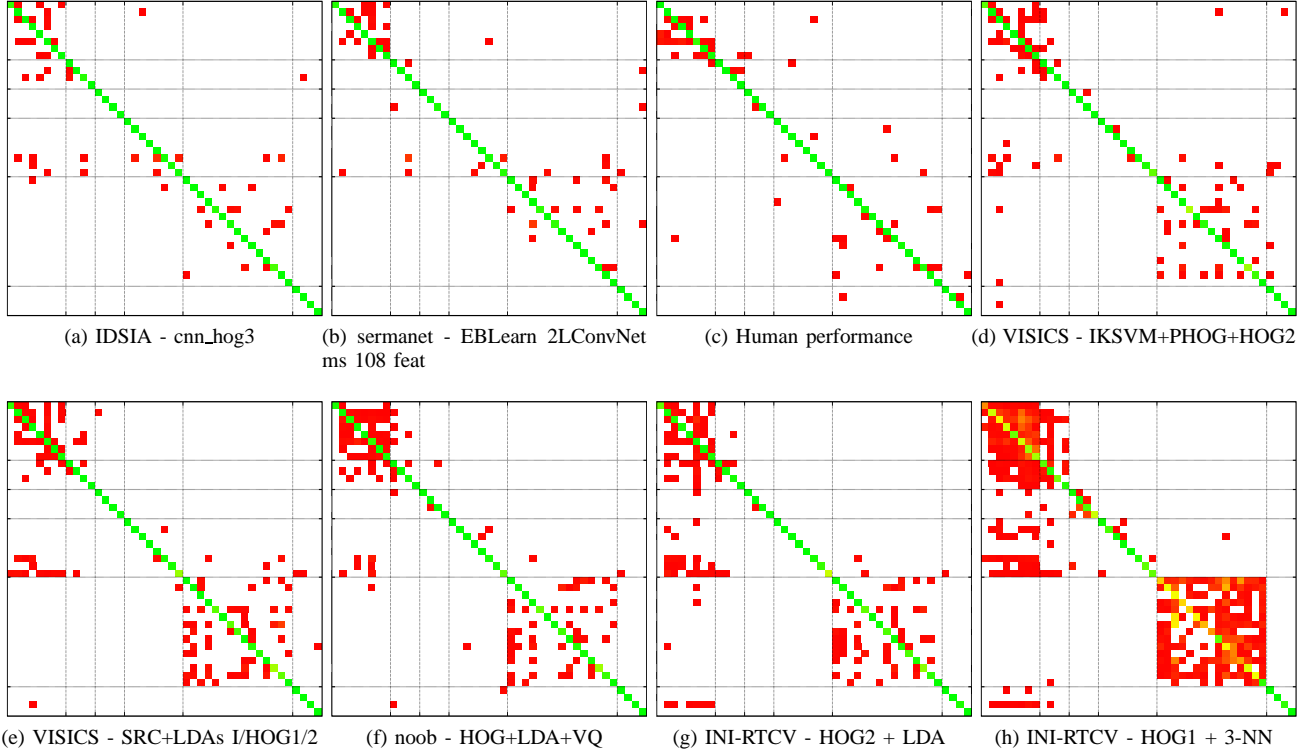 (a) IDSIA - cnn_hog3
(b) sermanet - EBLearn 2LConvNet
ms 108 feat
(c) Human performance
(d) VISICS - IKSVM+PHOG+HOG2
(e) VISICS - SRC+LDAs I/HOG1/2
(f) noob - HOG+LDA+VQ
(g) INI-RTCV - HOG2 + LDA
(h) INI-RTCV - HOG1 + 3-NN